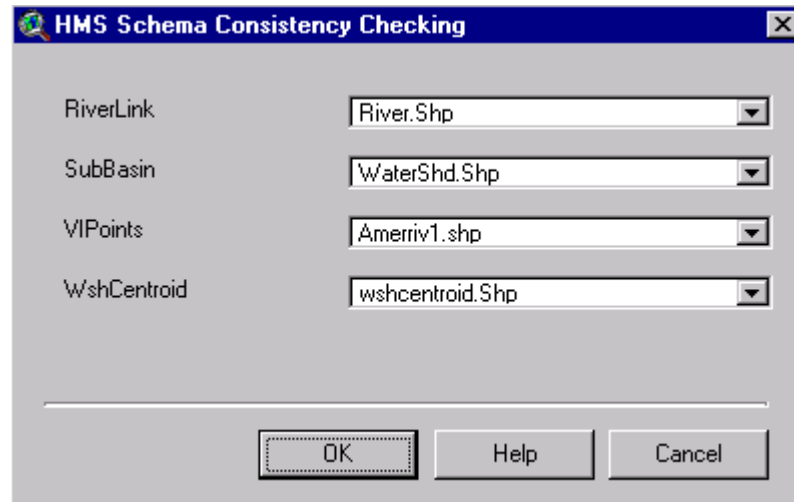 HMS Schema Consistency Checking
RiverLink River.Shp
SubBasin WaterShd.Shp
VIPoints Amerriv1.shp
WshCentroid wshcentroid.Shp
OK Help Cancel